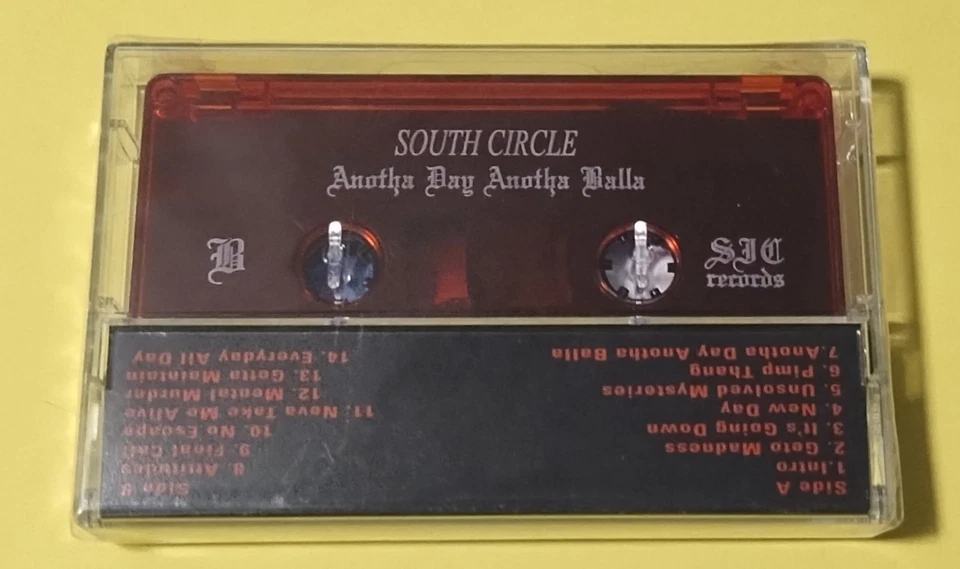 SOUTH CIRCLE
Anotha Day Anotha Balla
B
SIC
records
Side A
1.Intro
2. Geto Madness
3. It's Going Down
4. New Day
5. Unsolved Mysteries
6. Pimp Thang
7.Anotha Day Anotha Balla
Side B
8. Attitudes
9. Final Call
10. No Escape
11. Neva Take Me Alive
12. Mental Murder
13. Gotta Maintain
14. Everyday All Day